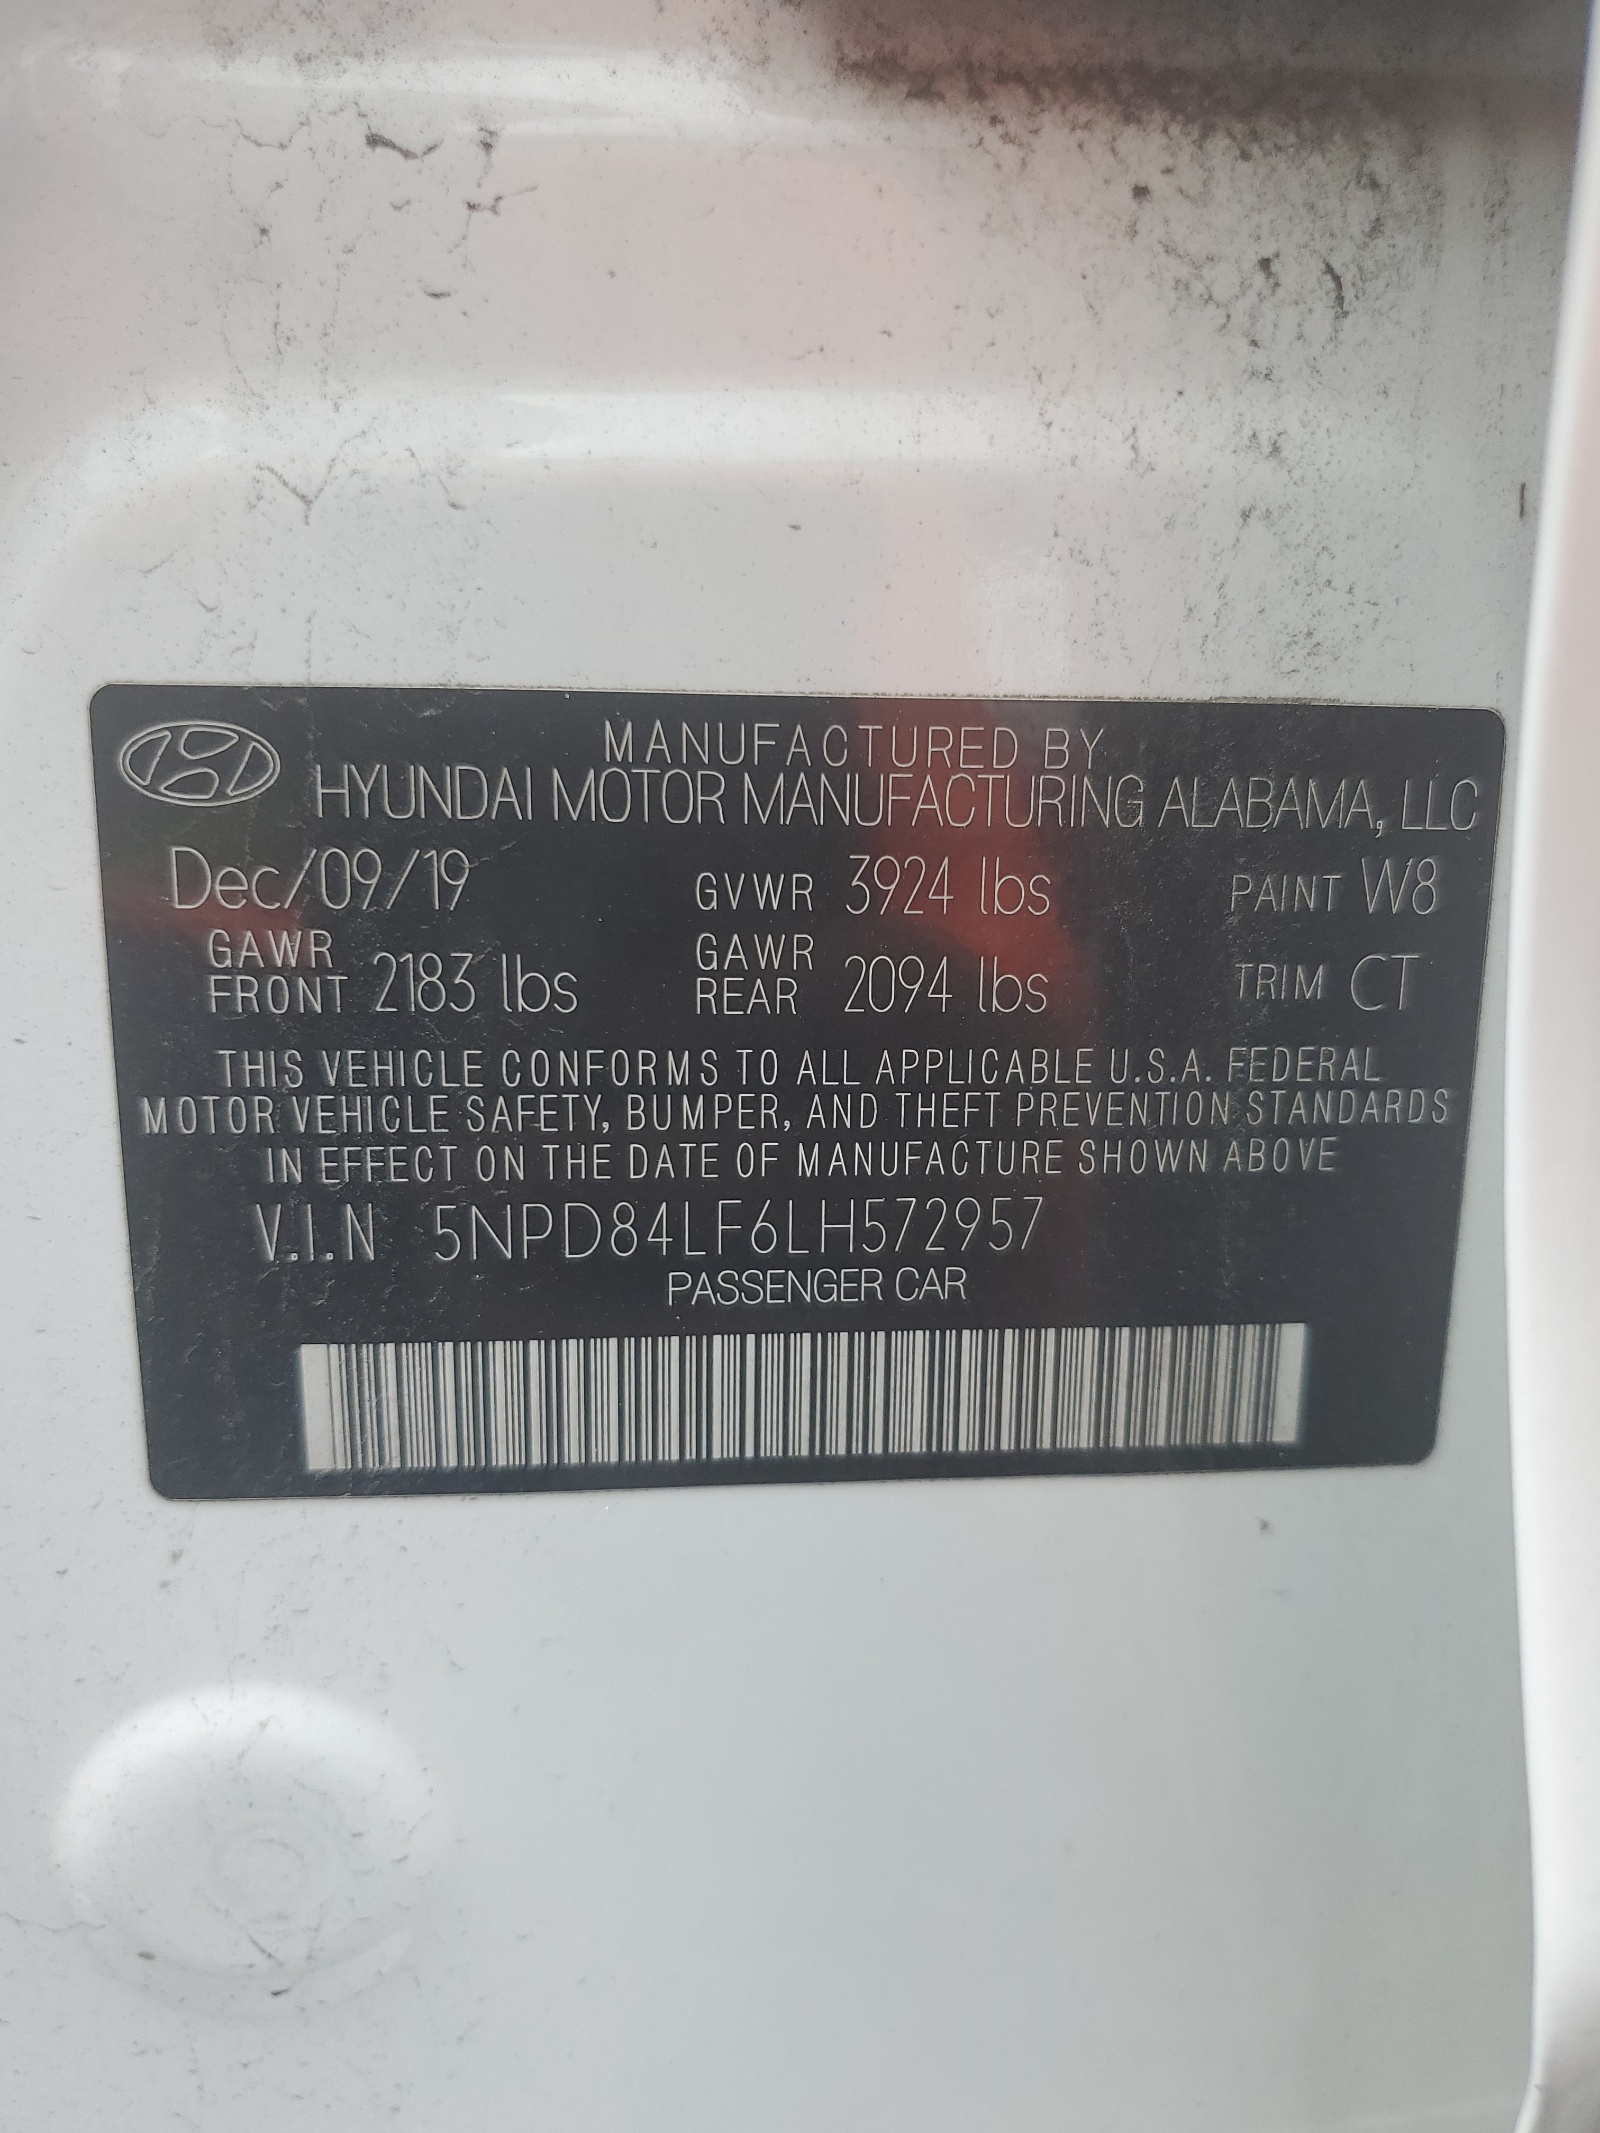 MANUFACTURED BY
HYUNDAI MOTOR MANUFACTURING ALABAMA, LLC
Dec/09/19 GVWR 3924 lbs PAINT W8
GAWR FRONT 2183 lbs GAWR REAR 2094 lbs TRIM CT
THIS VEHICLE CONFORMS TO ALL APPLICABLE U.S.A. FEDERAL
MOTOR VEHICLE SAFETY, BUMPER, AND THEFT PREVENTION STANDARDS
IN EFFECT ON THE DATE OF MANUFACTURE SHOWN ABOVE
V.I.N 5NPD84LF6LH572957
PASSENGER CAR